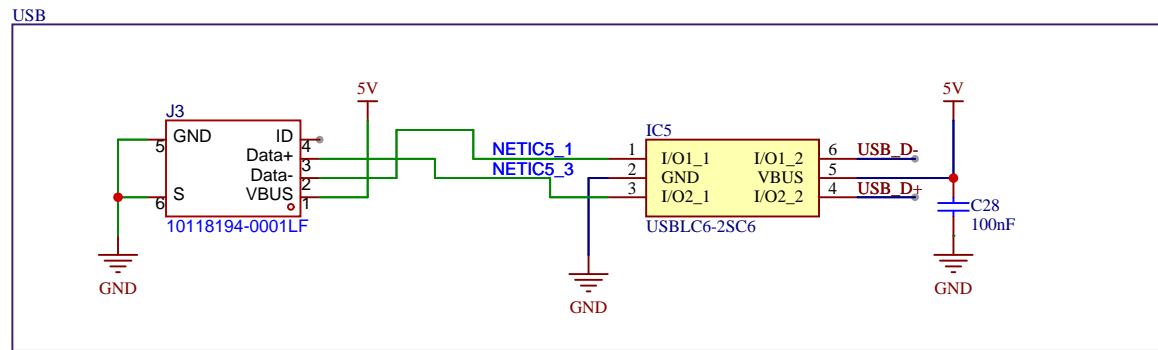 USB
5V
5V
J3
GND
ID
5
4
Data+
3
Data-
2
S
VBUS
6
1
10118194-0001LF
GND
NETIC5_1
NETIC5_3
IC5
1
I/O1_1
I/O1_2
6
USB_D-
2
GND
VBUS
5
3
I/O2_1
I/O2_2
4
USB_D+
USBLC6-2SC6
C28
100nF
GND
GND